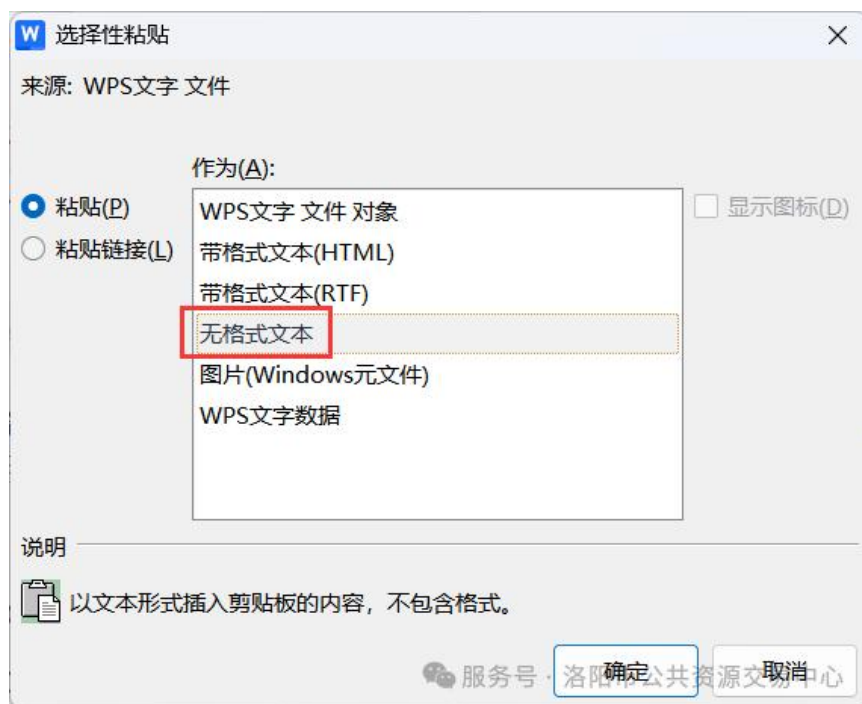 W 选择性粘贴
来源: WPS文字 文件
作为(A):
粘贴(P)
粘贴链接(L)
WPS文字 文件 对象
带格式文本(HTML)
带格式文本(RTF)
无格式文本
图片(Windows元文件)
WPS文字数据
显示图标(D)
说明
以文本形式插入剪贴板的内容，不包含格式。
确定
取消
服务号 · 洛阳市公共资源交易中心